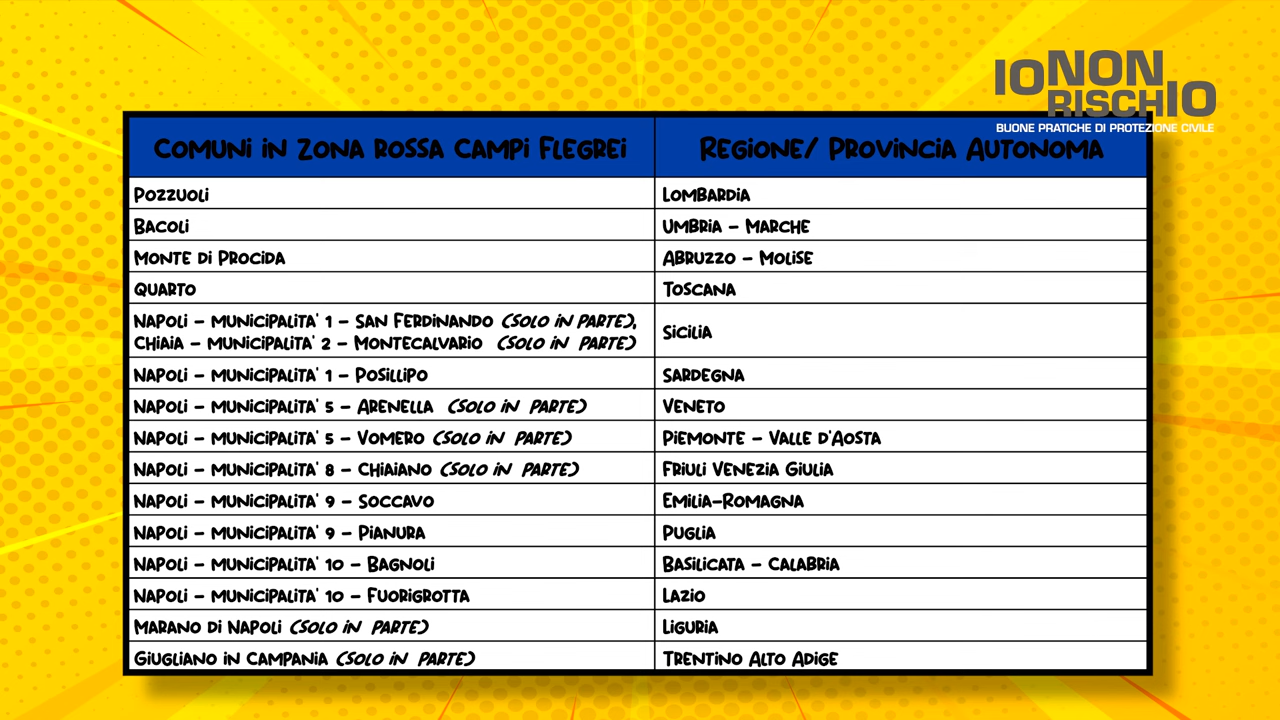 IO NON RISCHIO
BUONE PRATICHE DI PROTEZIONE CIVILE
COMUNI IN ZONA ROSSA CAMPI FLEGREI
REGIONE/ PROVINCIA AUTONOMA
POZZUOLI
LOMBARDIA
BACOLI
UMBRIA - MARCHE
MONTE DI PROCIDA
ABRUZZO - MOLISE
QUARTO
TOSCANA
NAPOLI - MUNICIPALITA' 1 - SAN FERDINANDO (SOLO IN PARTE),
CHIAIA - MUNICIPALITA' 2 - MONTECALVARIO (SOLO IN PARTE)
SICILIA
NAPOLI - MUNICIPALITA' 1 - POSILLIPO
SARDEGNA
NAPOLI - MUNICIPALITA' 5 - ARENELLA (SOLO IN PARTE)
VENETO
NAPOLI - MUNICIPALITA' 5 - VOMERO (SOLO IN PARTE)
PIEMONTE - VALLE D'AOSTA
NAPOLI - MUNICIPALITA' 8 - CHIAIANO (SOLO IN PARTE)
FRIULI VENEZIA GIULIA
NAPOLI - MUNICIPALITA' 9 - SOCCAVO
EMILIA-ROMAGNA
NAPOLI - MUNICIPALITA' 9 - PIANURA
PUGLIA
NAPOLI - MUNICIPALITA' 10 - BAGNOLI
BASILICATA - CALABRIA
NAPOLI - MUNICIPALITA' 10 - FUORIGROTTA
LAZIO
MARANO DI NAPOLI (SOLO IN PARTE)
LIGURIA
GIUGLIANO IN CAMPANIA (SOLO IN PARTE)
TRENTINO ALTO ADIGE